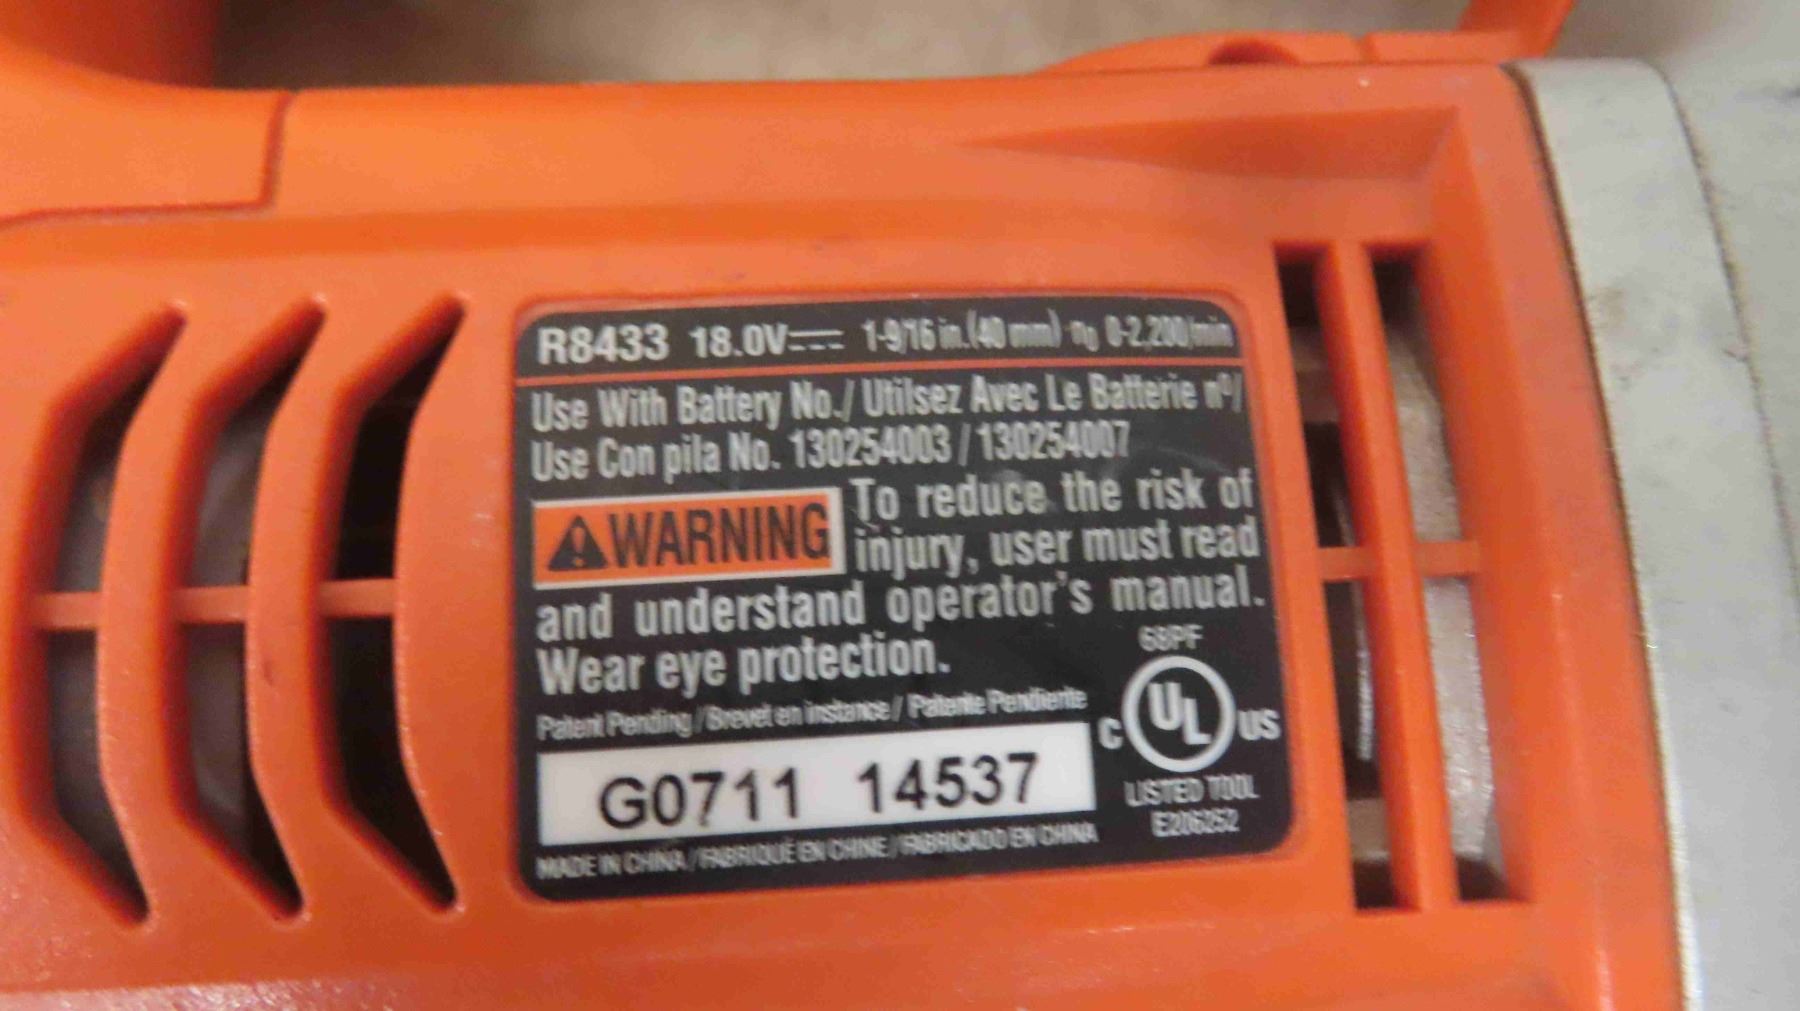 R8433 18.0V⎓ 1-9/16 in.(40 mm) n₀ 0-2,200/min
Use With Battery No./ Utilsez Avec Le Batterie nº/
Use Con pila No. 130254003 / 130254007
⚠WARNING To reduce the risk of
injury, user must read
and understand operator's manual.
Wear eye protection.
68PF
Patent Pending / Brevet en instance / Patente Pendiente
C UL US
G0711 14537
LISTED TOOL
E206252
MADE IN CHINA / FABRIQUÉ EN CHINE / FABRICADO EN CHINA